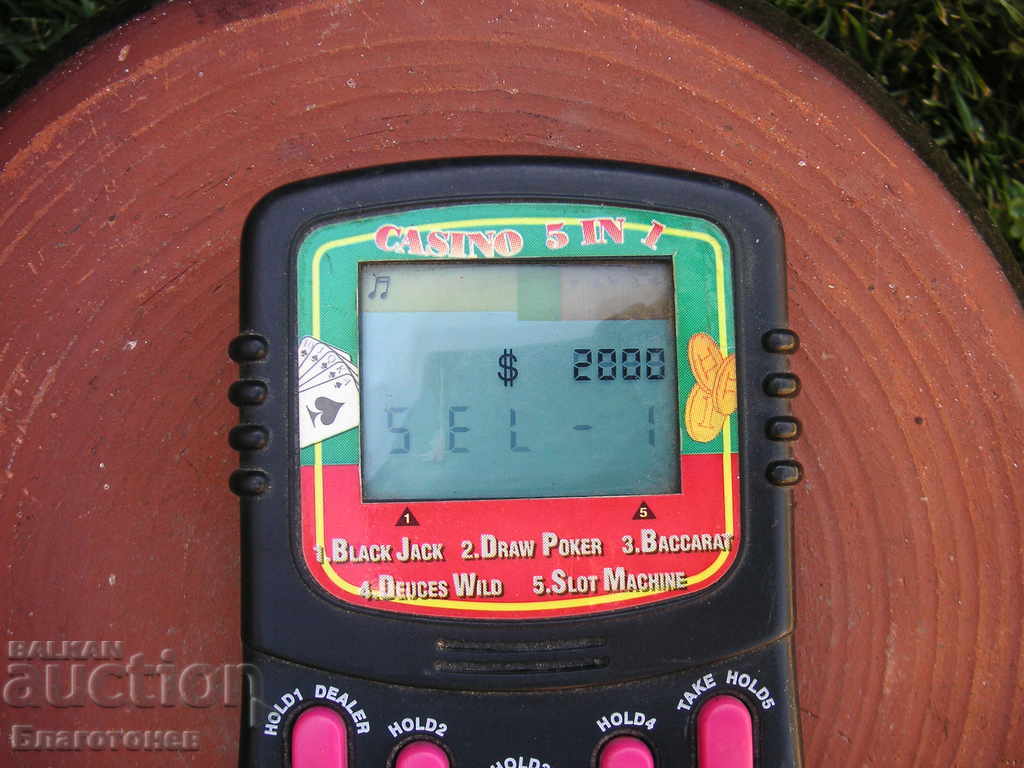 CASINO 5 IN 1
$ 2000
SEL - 1
1 5
1.BLACK JACK 2.DRAW POKER 3.BACCARAT
4.DEUCES WILD 5.SLOT MACHINE
HOLD1 DEALER
HOLD2
HOLD3
HOLD4
TAKE HOLD5
BALKAN
auction
Благотонев